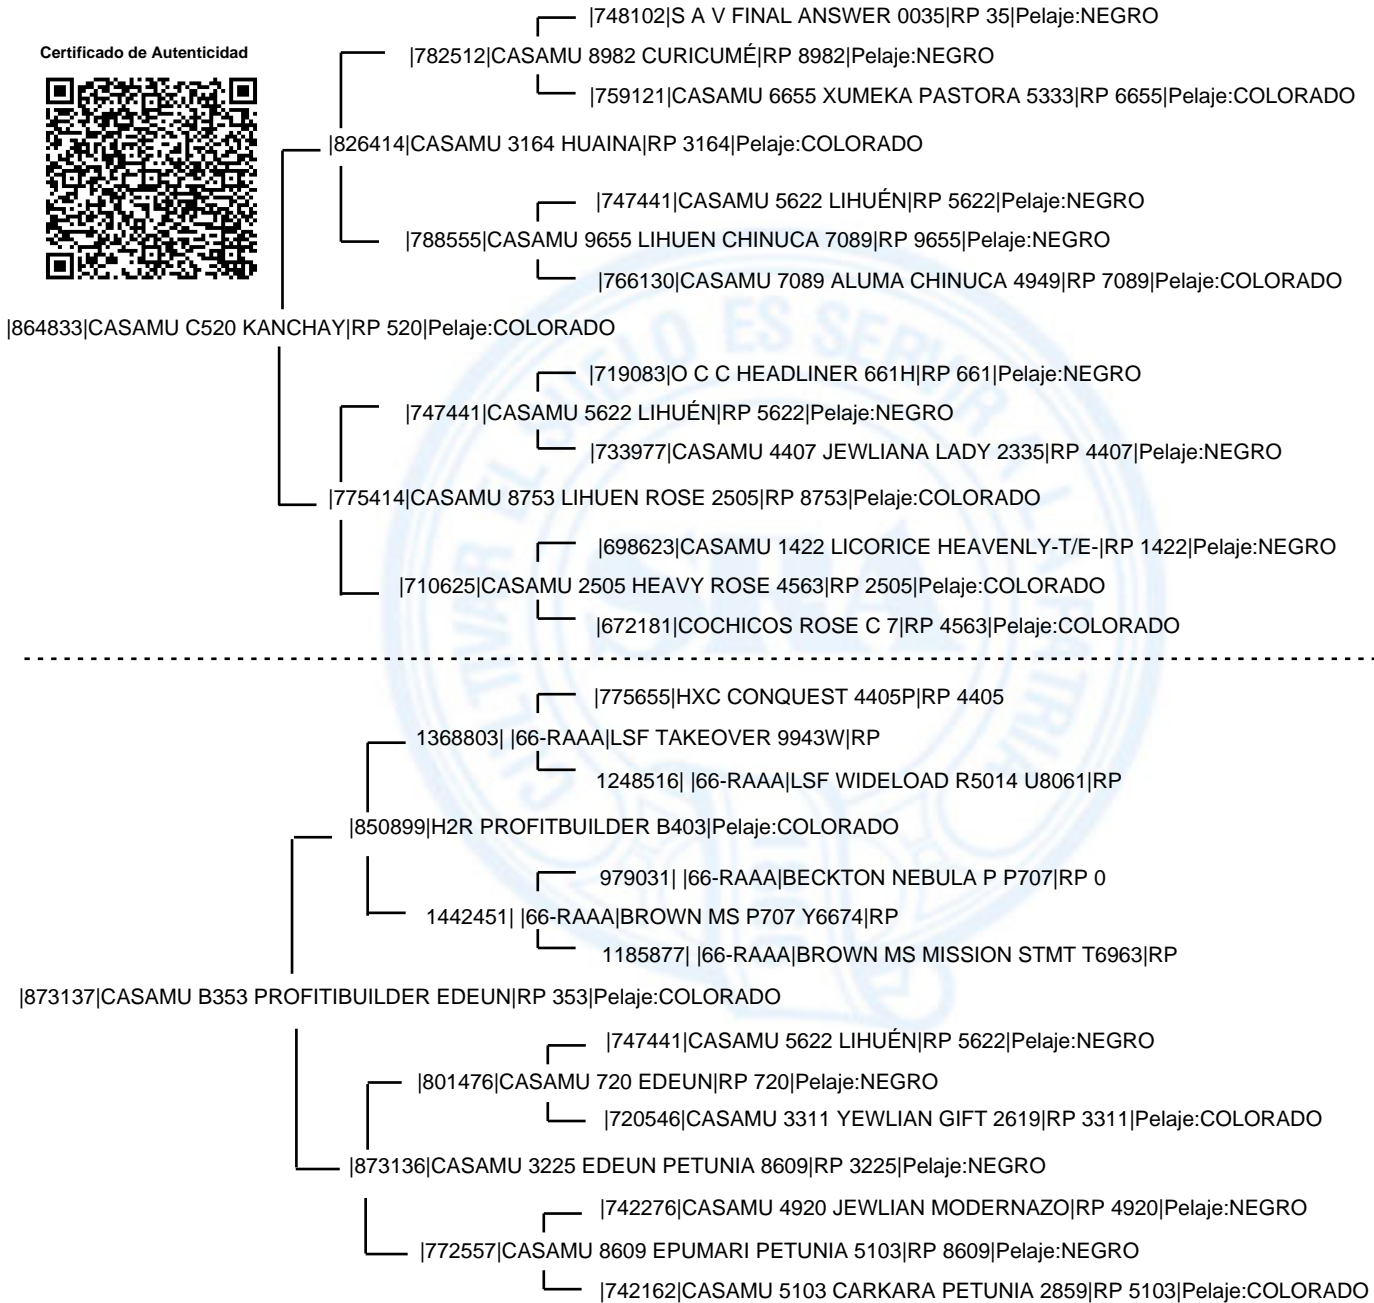 |748102|S A V FINAL ANSWER 0035|RP 35|Pelaje:NEGRO
Certificado de Autenticidad
|782512|CASAMU 8982 CURICUMÉ|RP 8982|Pelaje:NEGRO
|759121|CASAMU 6655 XUMEKA PASTORA 5333|RP 6655|Pelaje:COLORADO
|826414|CASAMU 3164 HUAINA|RP 3164|Pelaje:COLORADO
|747441|CASAMU 5622 LIHUÉN|RP 5622|Pelaje:NEGRO
|788555|CASAMU 9655 LIHUEN CHINUCA 7089|RP 9655|Pelaje:NEGRO
|766130|CASAMU 7089 ALUMA CHINUCA 4949|RP 7089|Pelaje:COLORADO
|864833|CASAMU C520 KANCHAY|RP 520|Pelaje:COLORADO
|719083|O C C HEADLINER 661H|RP 661|Pelaje:NEGRO
|747441|CASAMU 5622 LIHUÉN|RP 5622|Pelaje:NEGRO
|733977|CASAMU 4407 JEWLIANA LADY 2335|RP 4407|Pelaje:NEGRO
|775414|CASAMU 8753 LIHUEN ROSE 2505|RP 8753|Pelaje:COLORADO
|698623|CASAMU 1422 LICORICE HEAVENLY-T/E-|RP 1422|Pelaje:NEGRO
|710625|CASAMU 2505 HEAVY ROSE 4563|RP 2505|Pelaje:COLORADO
|672181|COCHICOS ROSE C 7|RP 4563|Pelaje:COLORADO
|775655|HXC CONQUEST 4405P|RP 4405
1368803| |66-RAAA|LSF TAKEOVER 9943W|RP
1248516| |66-RAAA|LSF WIDELOAD R5014 U8061|RP
|850899|H2R PROFITBUILDER B403|Pelaje:COLORADO
979031| |66-RAAA|BECKTON NEBULA P P707|RP 0
1442451| |66-RAAA|BROWN MS P707 Y6674|RP
1185877| |66-RAAA|BROWN MS MISSION STMT T6963|RP
|873137|CASAMU B353 PROFITIBUILDER EDEUN|RP 353|Pelaje:COLORADO
|747441|CASAMU 5622 LIHUÉN|RP 5622|Pelaje:NEGRO
|801476|CASAMU 720 EDEUN|RP 720|Pelaje:NEGRO
|720546|CASAMU 3311 YEWLIAN GIFT 2619|RP 3311|Pelaje:COLORADO
|873136|CASAMU 3225 EDEUN PETUNIA 8609|RP 3225|Pelaje:NEGRO
|742276|CASAMU 4920 JEWLIAN MODERNAZO|RP 4920|Pelaje:NEGRO
|772557|CASAMU 8609 EPUMARI PETUNIA 5103|RP 8609|Pelaje:NEGRO
|742162|CASAMU 5103 CARKARA PETUNIA 2859|RP 5103|Pelaje:COLORADO
CULTIVAR EL SUELO ES SERVIR A LA PATRIA
SRA
1866